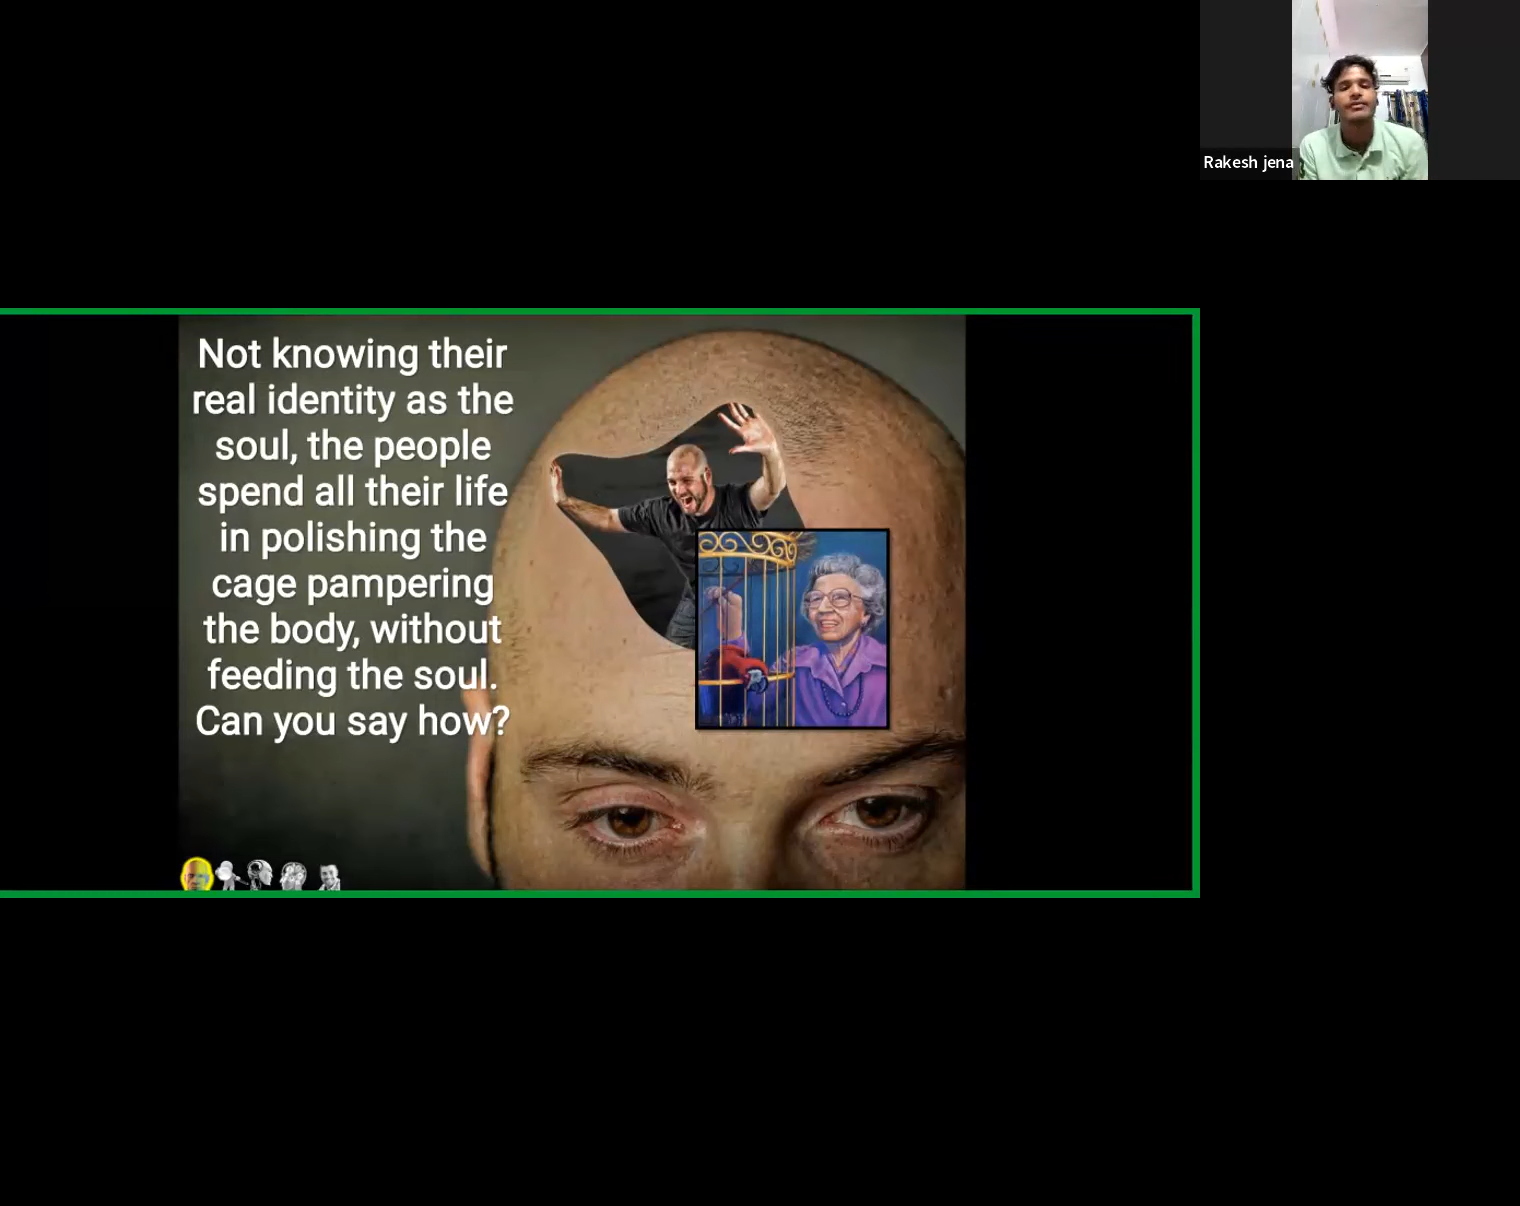 Rakesh jena
Not knowing their
real identity as the
soul, the people
spend all their life
in polishing the
cage pampering
the body, without
feeding the soul.
Can you say how?